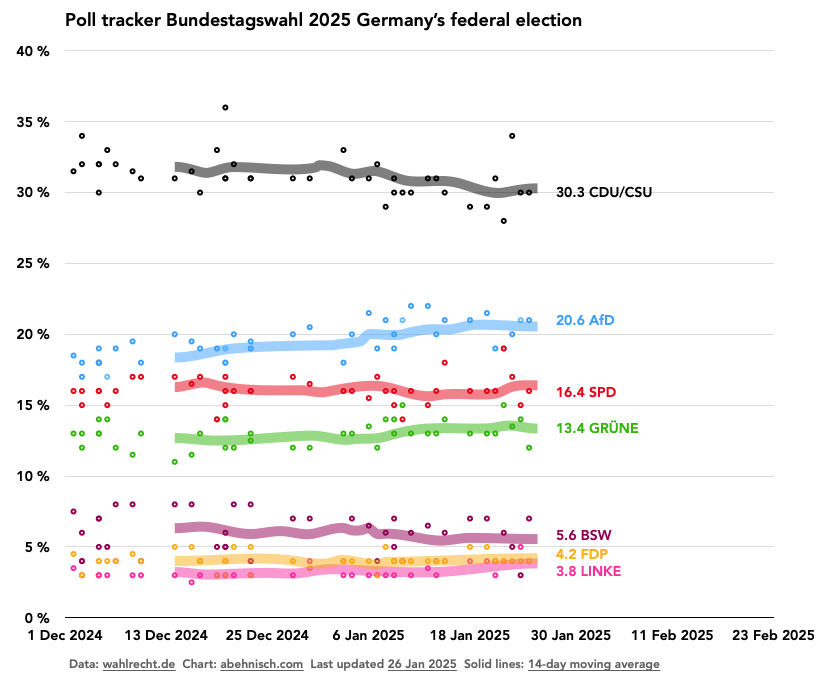 Poll tracker Bundestagswahl 2025 Germany's federal election
40 %
35 %
30 %
30.3 CDU/CSU
25 %
20.6 AfD
20 %
16.4 SPD
15 %
13.4 GRÜNE
10 %
5.6 BSW
5 %
4.2 FDP
3.8 LINKE
0 %
1 Dec 2024 13 Dec 2024 25 Dec 2024 6 Jan 2025 18 Jan 2025 30 Jan 2025 11 Feb 2025 23 Feb 2025
Data: wahlrecht.de Chart: abehnisch.com Last updated 26 Jan 2025 Solid lines: 14-day moving average